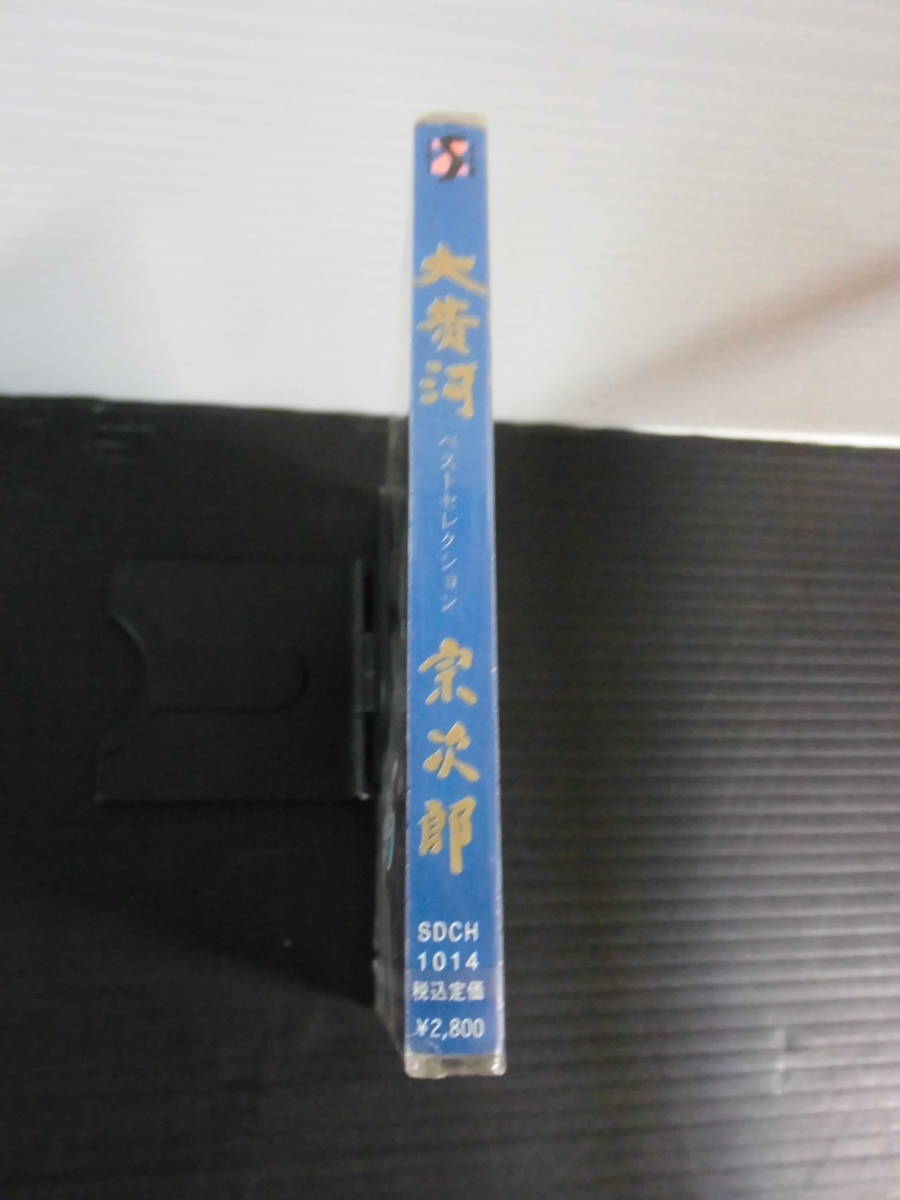 大黄河
ベストセレクション
宗次郎
SDCH
1014
税込定価
¥2,800